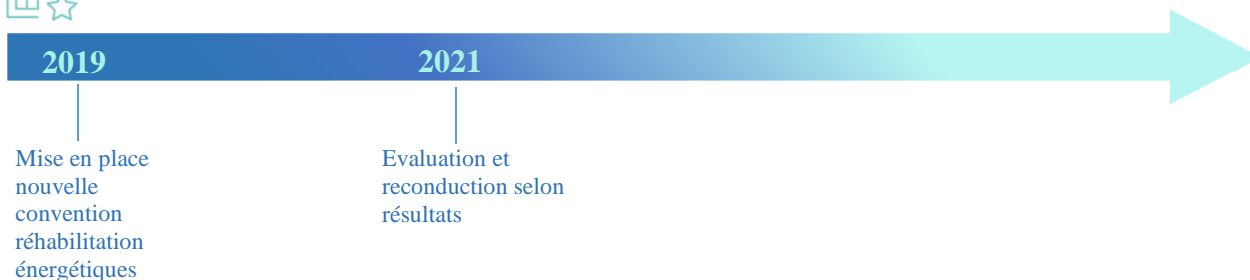 2019
2021
Mise en place
nouvelle
convention
réhabilitation
énergétiques
Evaluation et
reconduction selon
résultats